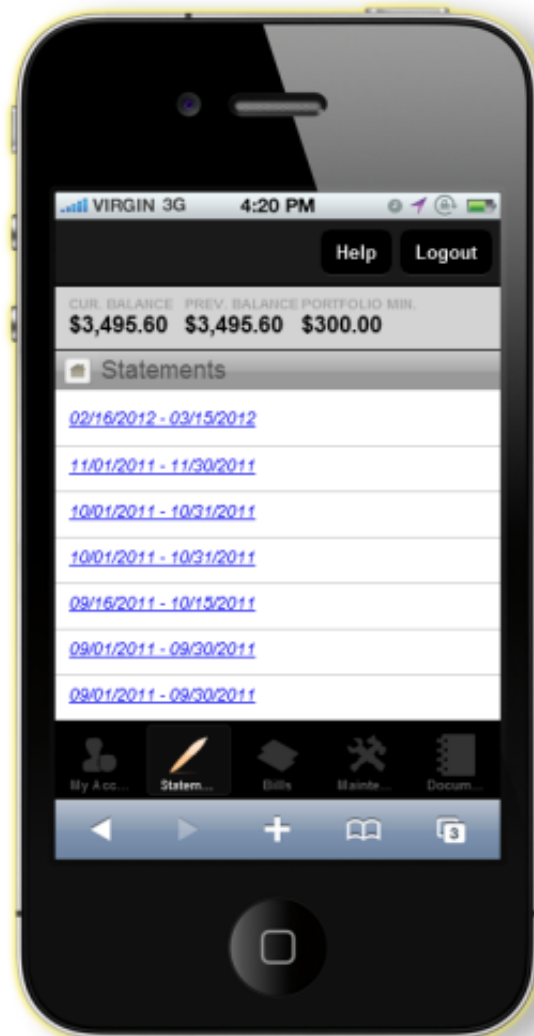 VIRGIN 3G 4:20 PM
Help Logout
CUR. BALANCE PREV. BALANCE PORTFOLIO MIN.
$3,495.60 $3,495.60 $300.00
Statements
02/16/2012 - 03/15/2012
11/01/2011 - 11/30/2011
10/01/2011 - 10/31/2011
10/01/2011 - 10/31/2011
09/16/2011 - 10/15/2011
09/01/2011 - 09/30/2011
09/01/2011 - 09/30/2011
My Acc... Statem... Bills Mainte... Docum...
3